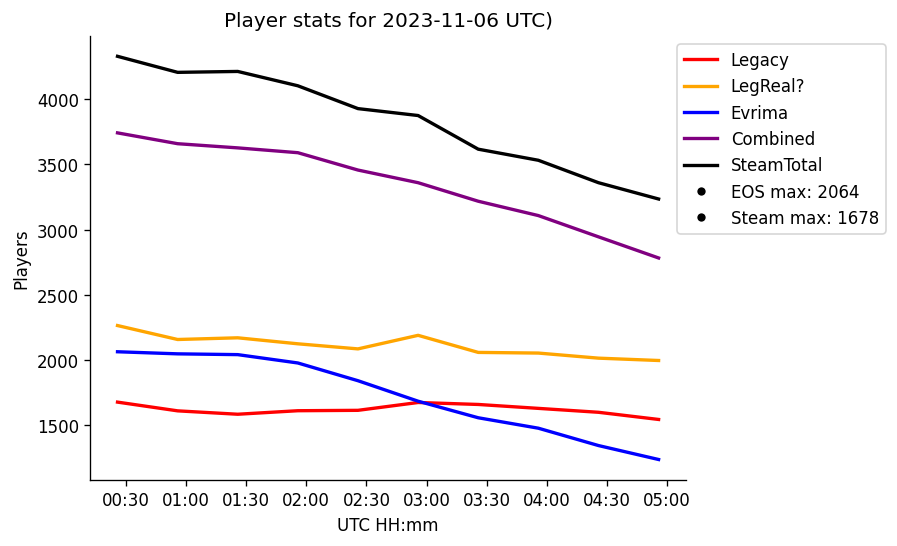 Player stats for 2023-11-06 UTC)
Legacy
LegReal?
Evrima
Combined
SteamTotal
EOS max: 2064
Steam max: 1678
Players
4000
3500
3000
2500
2000
1500
00:30 01:00 01:30 02:00 02:30 03:00 03:30 04:00 04:30 05:00
UTC HH:mm